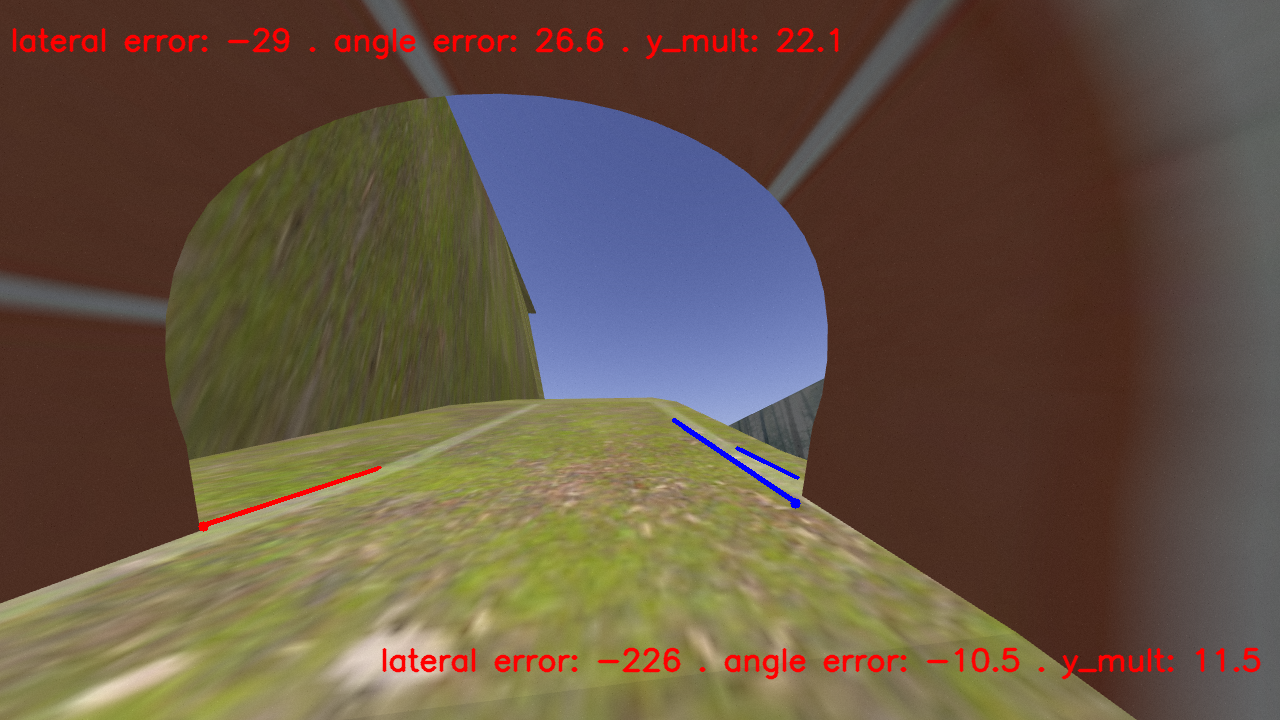 lateral error: -29 . angle error: 26.6 . y_mult: 22.1
lateral error: -226 . angle error: -10.5 . y_mult: 11.5